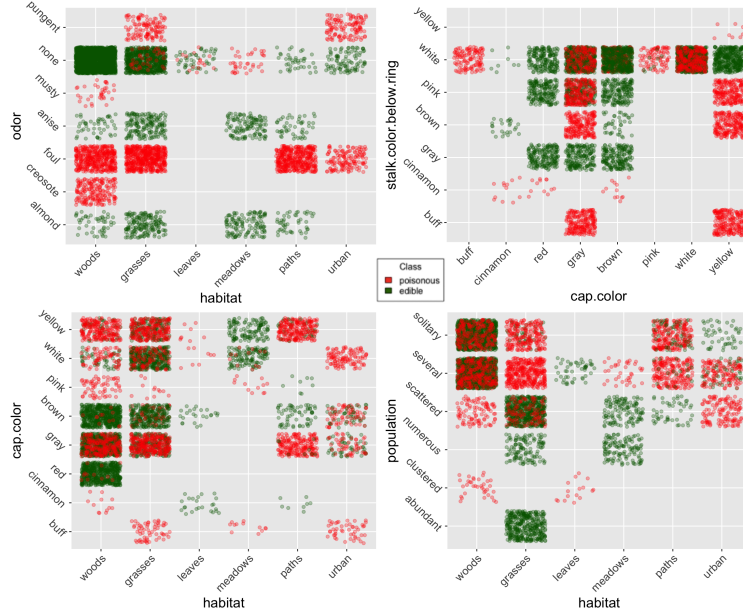 odor
pungent
none
musty
anise
foul
creosote
almond
woods
grasses
leaves
meadows
paths
urban
habitat
stalk.color.below.ring
yellow
white
pink
brown
gray
cinnamon
buff
buff
cinnamon
red
gray
brown
pink
white
yellow
cap.color
Class
poisonous
edible
cap.color
yellow
white
pink
brown
gray
red
cinnamon
buff
woods
grasses
leaves
meadows
paths
urban
habitat
population
solitary
several
scattered
numerous
clustered
abundant
woods
grasses
leaves
meadows
paths
urban
habitat